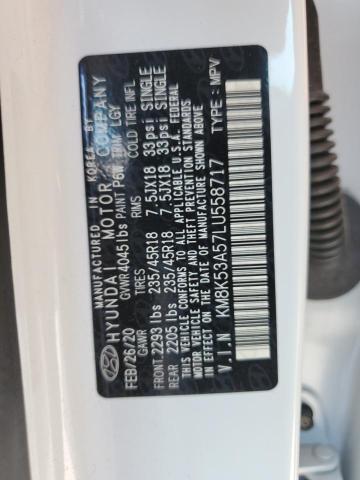 MANUFACTURED IN KOREA BY
HYUNDAI MOTOR COMPANY
FEB/26/20 GVWR 4045lbs PAINT PGW TRIM LGY
GAWR TIRES RIMS COLD TIRE INFL
FRONT 2293 lbs 235/45R18 7.5JX18 33psi SINGLE
REAR 2205 lbs 235/45R18 7.5JX18 33psi SINGLE
THIS VEHICLE CONFORMS TO ALL APPLICABLE U.S.A. FEDERAL
MOTOR VEHICLE SAFETY AND THEFT PREVENTION
STANDARDS IN EFFECT ON THE DATE OF
MANUFACTURE SHOWN ABOVE.
V.I.N KM8K53A57LU558717 TYPE: MPV